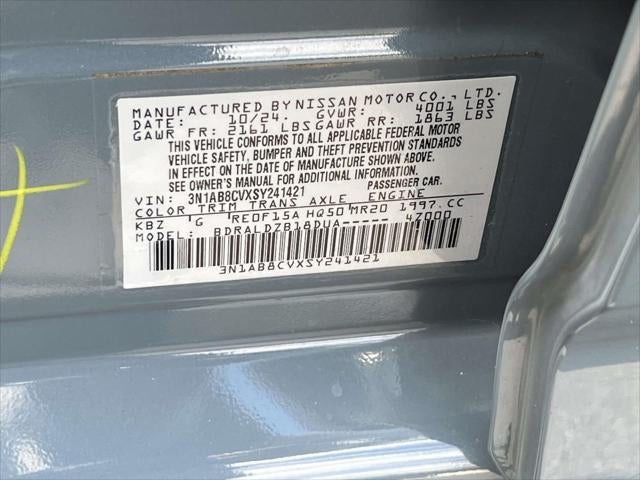 MANUFACTURED BY NISSAN MOTOR CO., LTD.
DATE: 10/24. GVWR: 4001 LBS
GAWR FR: 2161 LBS GAWR RR: 1863 LBS
THIS VEHICLE CONFORMS TO ALL APPLICABLE FEDERAL MOTOR
VEHICLE SAFETY, BUMPER AND THEFT PREVENTION STANDARDS
IN EFFECT ON THE DATE OF MANUFACTURE SHOWN ABOVE.
SEE OWNER'S MANUAL FOR ADDITIONAL INFORMATION.
VIN: 3N1AB8CVXSY241421 PASSENGER CAR.
COLOR TRIM TRANS AXLE ENGINE
KBZ G RE0F15A HQ50 MR20 1997.CC
MODEL: BDRALDZB18DUA- 4Z000
3N1AB8CVXSY241421